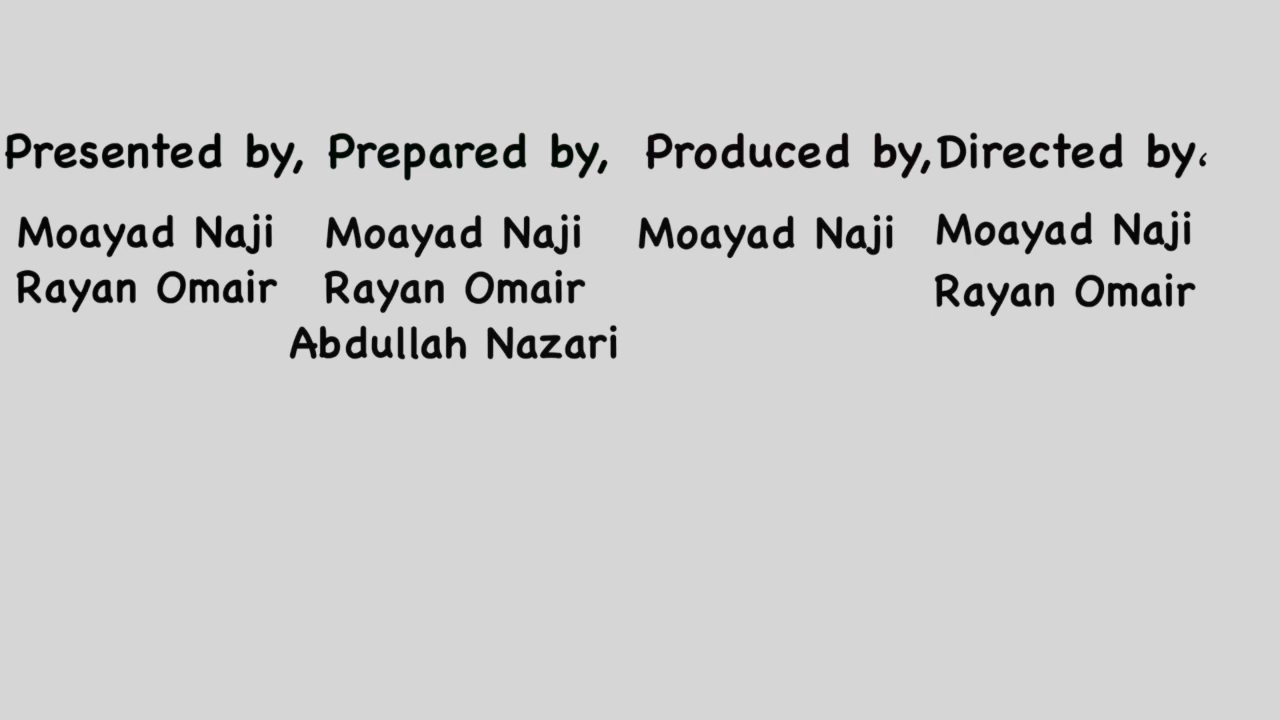 Presented by, Prepared by, Produced by, Directed by،
Moayad Naji Moayad Naji Moayad Naji Moayad Naji
Rayan Omair Rayan Omair Rayan Omair
Abdullah Nazari